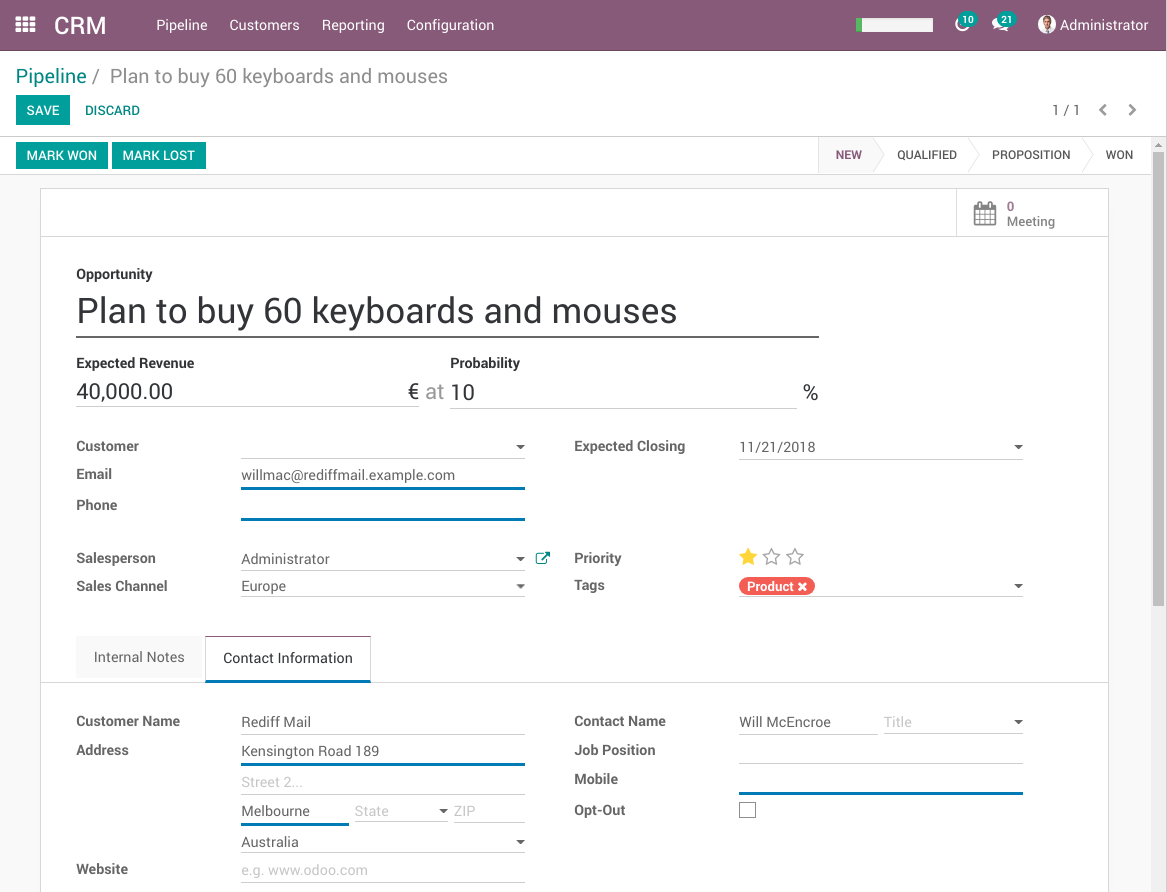 CRM Pipeline Customers Reporting Configuration 10 21 Administrator
Pipeline / Plan to buy 60 keyboards and mouses
SAVE DISCARD 1 / 1
MARK WON MARK LOST NEW QUALIFIED PROPOSITION WON
0
Meeting
Opportunity
Plan to buy 60 keyboards and mouses
Expected Revenue Probability
40,000.00 € at 10 %
Customer Expected Closing 11/21/2018
Email willmac@rediffmail.example.com
Phone
Salesperson Administrator Priority
Sales Channel Europe Tags Product ✖
Internal Notes Contact Information
Customer Name Rediff Mail Contact Name Will McEncroe Title
Address Kensington Road 189 Job Position
Street 2... Mobile
Melbourne State ZIP Opt-Out
Australia
Website e.g. www.odoo.com